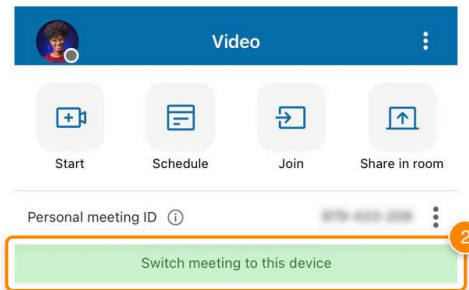 Video
Start Schedule Join Share in room
Personal meeting ID
2
Switch meeting to this device